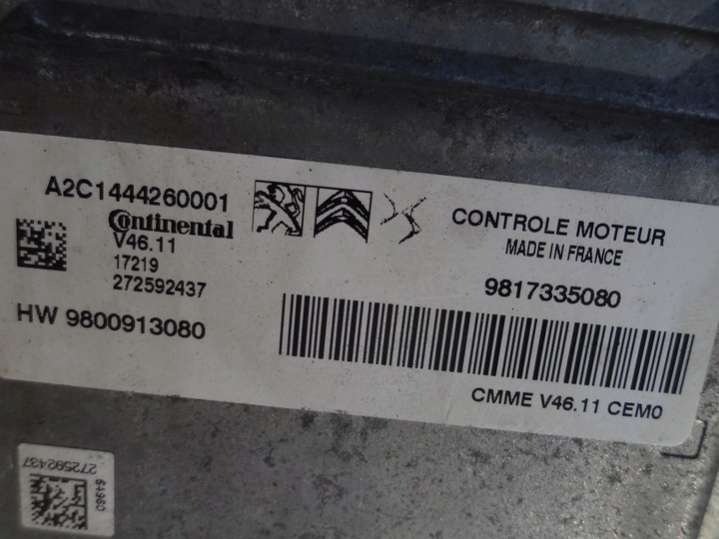 A2C1444260001
Continental
V46.11
17219
272592437
HW 9800913080
CONTROLE MOTEUR
MADE IN FRANCE
9817335080
CMME V46.11 CEM0
272592437
64960